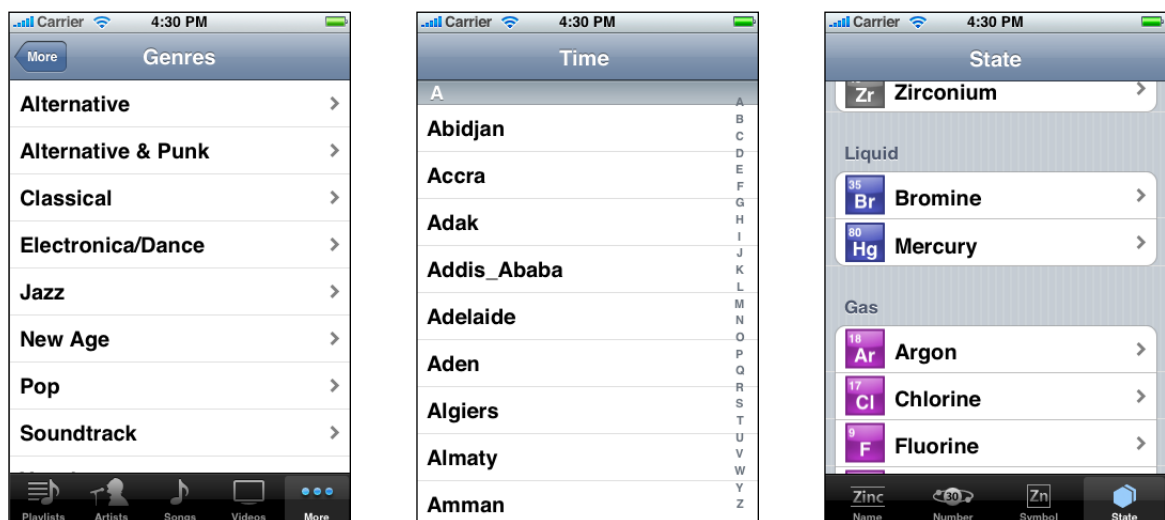 Carrier 4:30 PM
More Genres
Alternative
Alternative & Punk
Classical
Electronica/Dance
Jazz
New Age
Pop
Soundtrack
Playlists Artists Songs Videos More
Carrier 4:30 PM
Time
A
Abidjan
Accra
Adak
Addis_Ababa
Adelaide
Aden
Algiers
Almaty
Amman
A
B
C
D
E
F
G
H
I
J
K
L
M
N
O
P
Q
R
S
T
U
V
W
Y
Z
Carrier 4:30 PM
State
Zr Zirconium
Liquid
35
Br Bromine
80
Hg Mercury
Gas
18
Ar Argon
17
Cl Chlorine
9
F Fluorine
Zinc 30 Zn
Name Number Symbol State